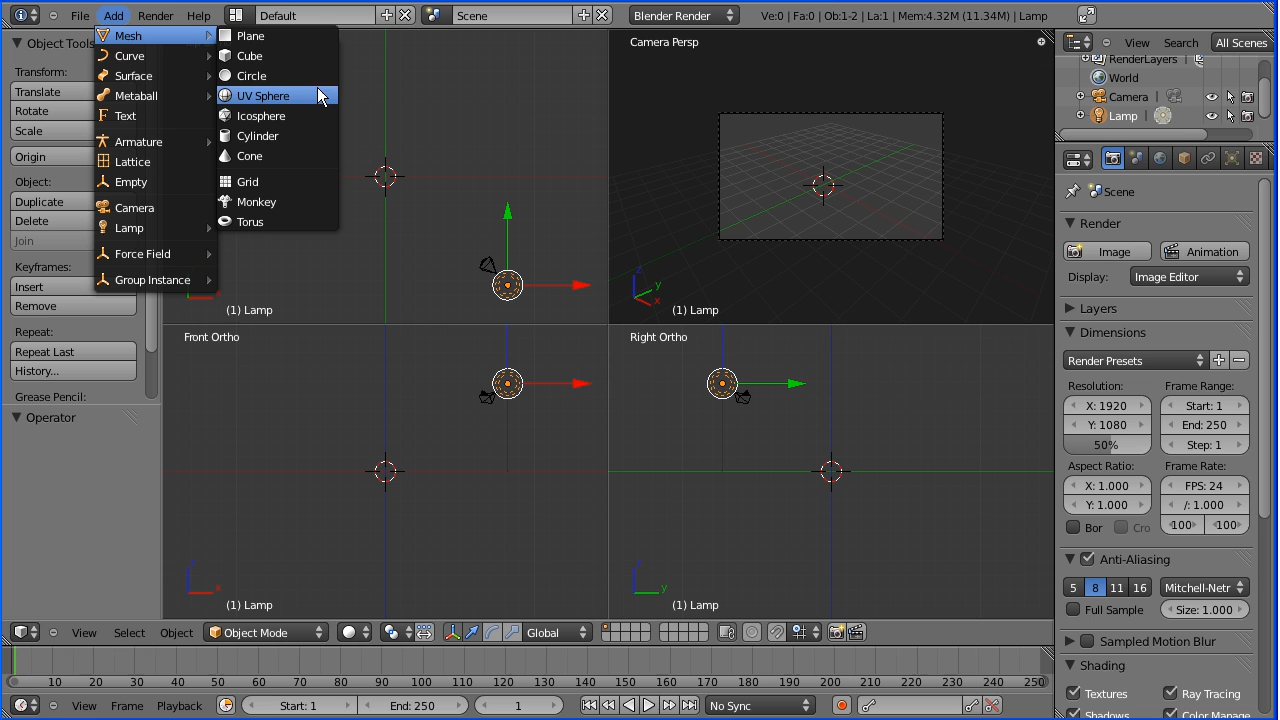 File Add Render Help Default Scene Blender Render Ve:0 | Fa:0 | Ob:1-2 | La:1 | Mem:4.32M (11.34M) | Lamp
Object Tools
Transform:
Translate
Rotate
Scale
Origin
Object:
Duplicate
Delete
Join
Keyframes:
Insert
Remove
Repeat:
Repeat Last
History...
Grease Pencil:
Operator
Mesh
Curve
Surface
Metaball
Text
Armature
Lattice
Empty
Camera
Lamp
Force Field
Group Instance
Plane
Cube
Circle
UV Sphere
Icosphere
Cylinder
Cone
Grid
Monkey
Torus
(1) Lamp
Camera Persp
z
y
x
(1) Lamp
Front Ortho
z
x
(1) Lamp
Right Ortho
z
y
(1) Lamp
View Search All Scenes
RenderLayers
World
Camera
Lamp
Scene
Render
Image Animation
Display: Image Editor
Layers
Dimensions
Render Presets
Resolution: Frame Range:
X: 1920 Start: 1
Y: 1080 End: 250
50% Step: 1
Aspect Ratio: Frame Rate:
X: 1.000 FPS: 24
Y: 1.000 /: 1.000
Bor Cro 100 100
Anti-Aliasing
5 8 11 16 Mitchell-Netr
Full Sample Size: 1.000
Sampled Motion Blur
Shading
Textures Ray Tracing
Shadows Color Manage
View Select Object Object Mode Global
10 20 30 40 50 60 70 80 90 100 110 120 130 140 150 160 170 180 190 200 210 220 230 240 250
View Frame Playback Start: 1 End: 250 1 No Sync